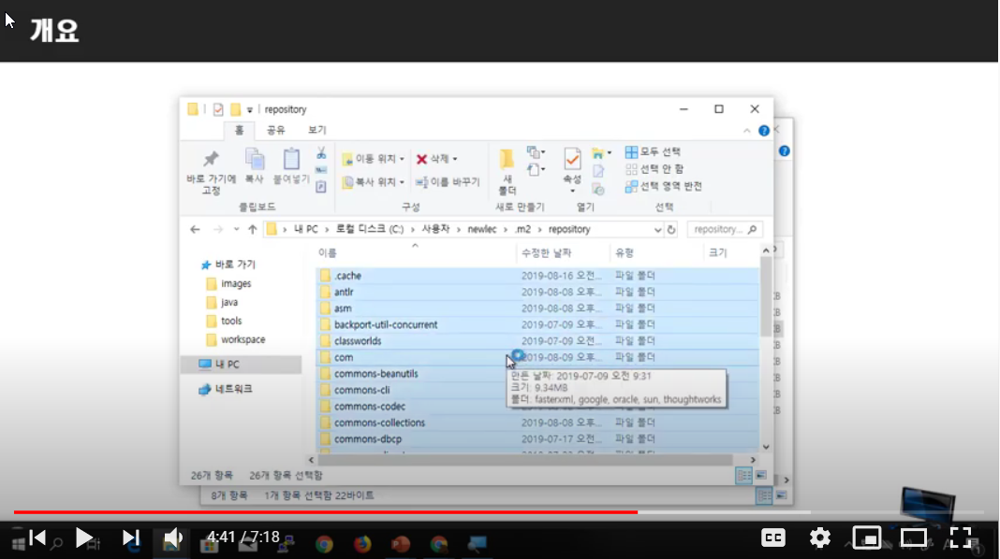 개요
repository
홈 공유 보기
바로 가기에 고정
복사
붙여넣기
이동 위치
복사 위치
삭제
이름 바꾸기
새 폴더
속성
모두 선택
선택 안 함
선택 영역 반전
클립보드 구성 새로 만들기 열기 선택
내 PC > 로컬 디스크 (C:) > 사용자 > newlec > .m2 > repository
repository...
이름 수정한 날짜 유형 크기
바로 가기
images
java
tools
workspace
내 PC
네트워크
.cache 2019-08-16 오전... 파일 폴더
antlr 2019-08-08 오후... 파일 폴더
asm 2019-08-08 오후... 파일 폴더
backport-util-concurrent 2019-07-09 오전... 파일 폴더
classworlds 2019-07-09 오전... 파일 폴더
com 2019-08-09 오후... 파일 폴더
commons-beanutils
commons-cli
commons-codec
commons-collections 2019-08-08 오후... 파일 폴더
commons-dbcp 2019-07-17 오전... 파일 폴더
만든 날짜: 2019-07-09 오전 9:31
크기: 9.34MB
폴더: fasterxml, google, oracle, sun, thoughtworks
26개 항목 26개 항목 선택함
8개 항목 1개 항목 선택함 22바이트
4:41 / 7:18
CC